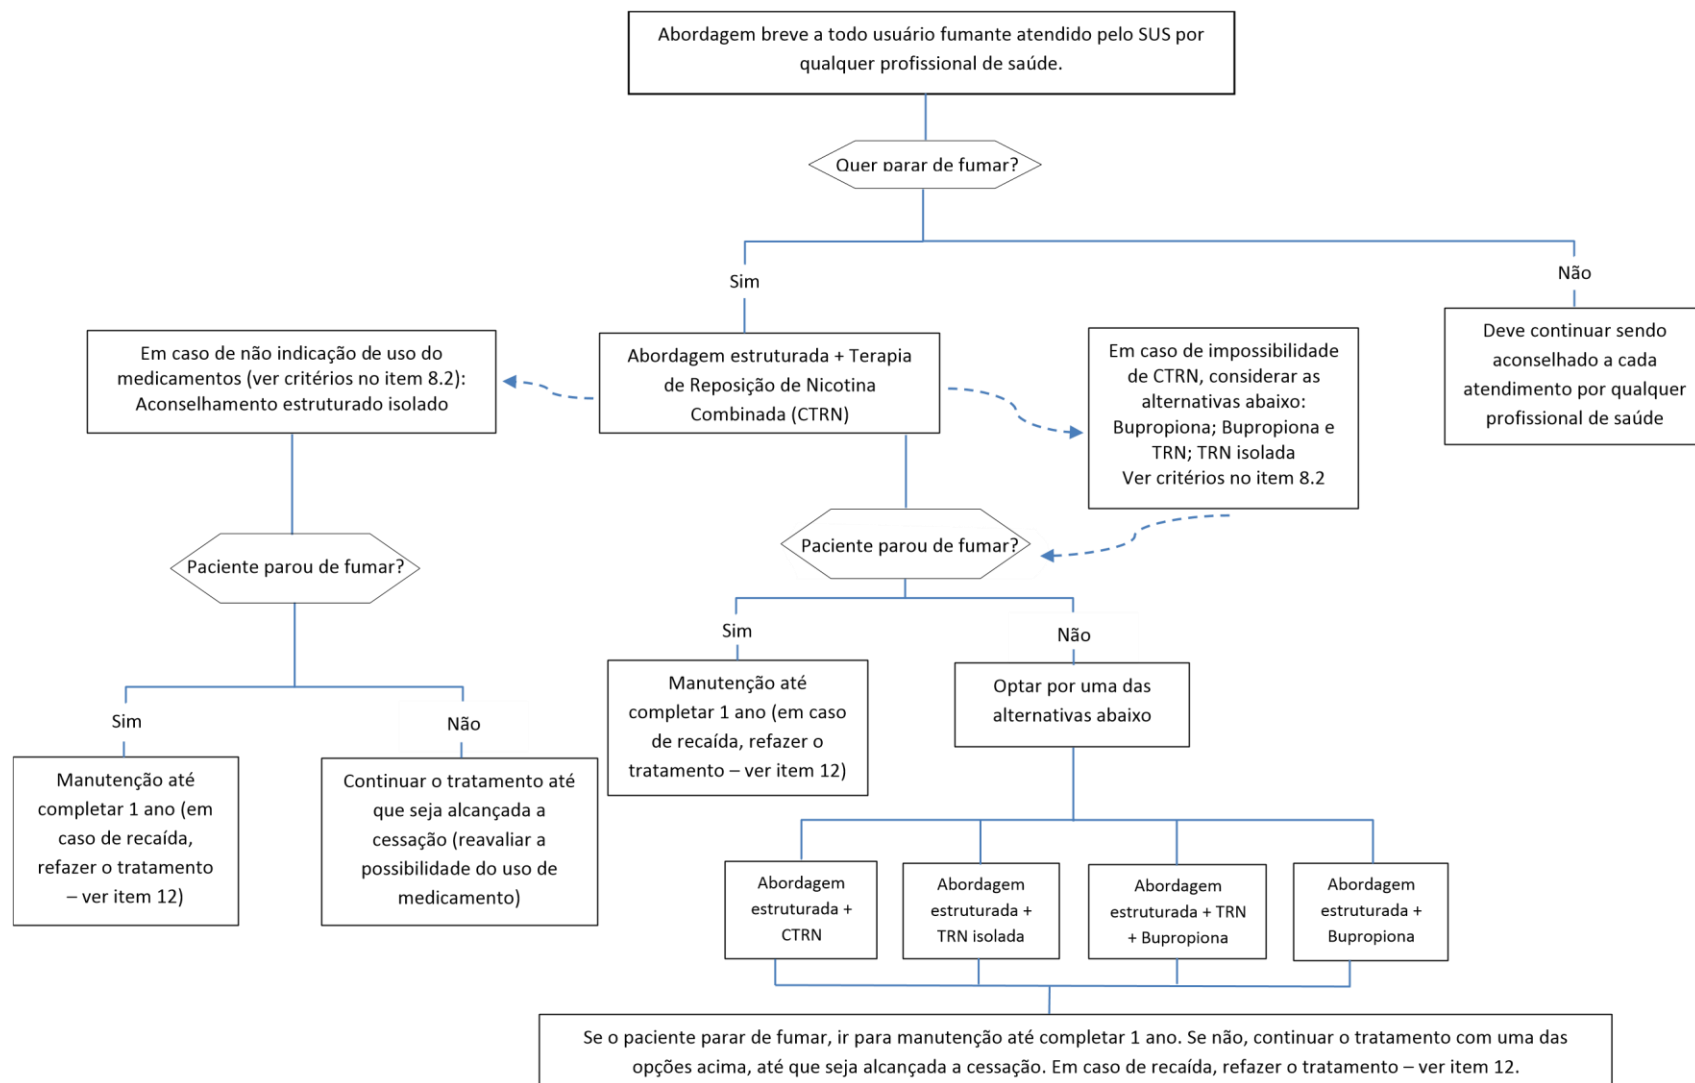 Abordagem breve a todo usuário fumante atendido pelo SUS por
qualquer profissional de saúde.
Quer parar de fumar?
Sim
Não
Em caso de não indicação de uso do
medicamentos (ver critérios no item 8.2):
Aconselhamento estruturado isolado
Abordagem estruturada + Terapia
de Reposição de Nicotina
Combinada (CTRN)
Em caso de impossibilidade
de CTRN, considerar as
alternativas abaixo:
Bupropiona; Bupropiona e
TRN; TRN isolada
Ver critérios no item 8.2
Deve continuar sendo
aconselhado a cada
atendimento por qualquer
profissional de saúde
Paciente parou de fumar?
Sim
Não
Manutenção até
completar 1 ano (em
caso de recaída,
refazer o tratamento
– ver item 12)
Continuar o tratamento até
que seja alcançada a
cessação (reavaliar a
possibilidade do uso de
medicamento)
Paciente parou de fumar?
Sim
Não
Manutenção até
completar 1 ano (em caso
de recaída, refazer o
tratamento – ver item 12)
Optar por uma das
alternativas abaixo
Abordagem
estruturada +
CTRN
Abordagem
estruturada +
TRN isolada
Abordagem
estruturada + TRN
+ Bupropiona
Abordagem
estruturada +
Bupropiona
Se o paciente parar de fumar, ir para manutenção até completar 1 ano. Se não, continuar o tratamento com uma das
opções acima, até que seja alcançada a cessação. Em caso de recaída, refazer o tratamento – ver item 12.